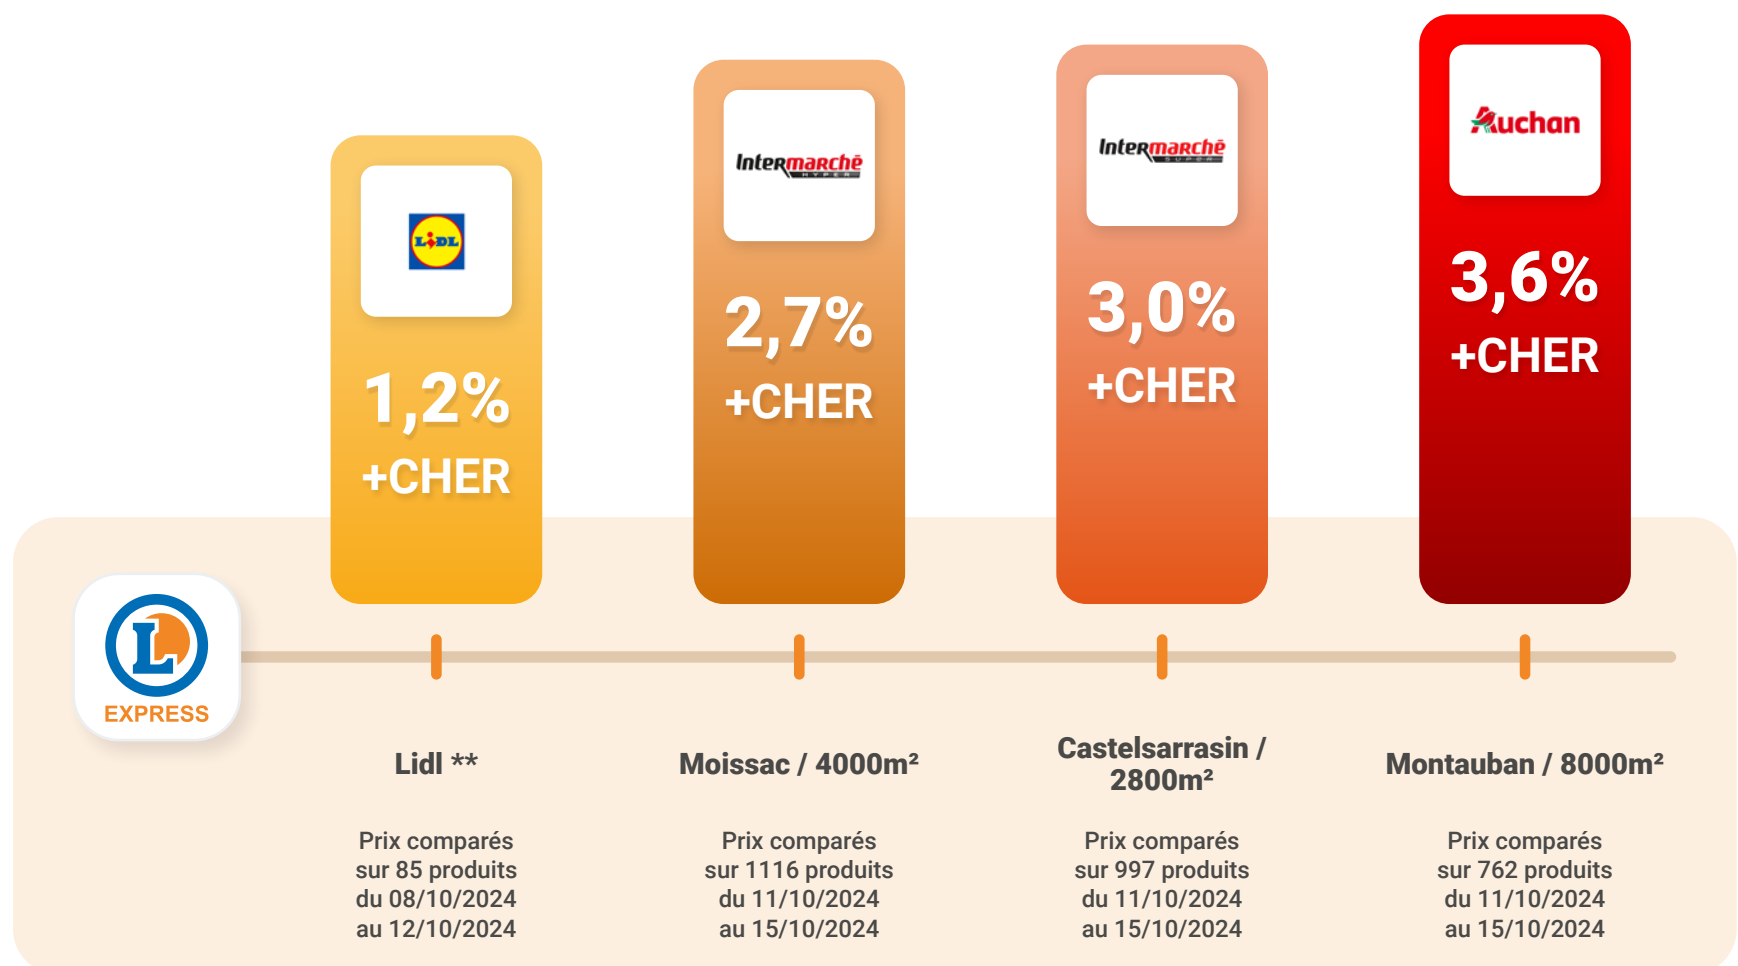 LIDL
1,2%
+CHER
Intermarchē
HYPER
2,7%
+CHER
Intermarchē
SUPER
3,0%
+CHER
Auchan
3,6%
+CHER
L
EXPRESS
Lidl **
Prix comparés
sur 85 produits
du 08/10/2024
au 12/10/2024
Moissac / 4000m²
Prix comparés
sur 1116 produits
du 11/10/2024
au 15/10/2024
Castelsarrasin /
2800m²
Prix comparés
sur 997 produits
du 11/10/2024
au 15/10/2024
Montauban / 8000m²
Prix comparés
sur 762 produits
du 11/10/2024
au 15/10/2024